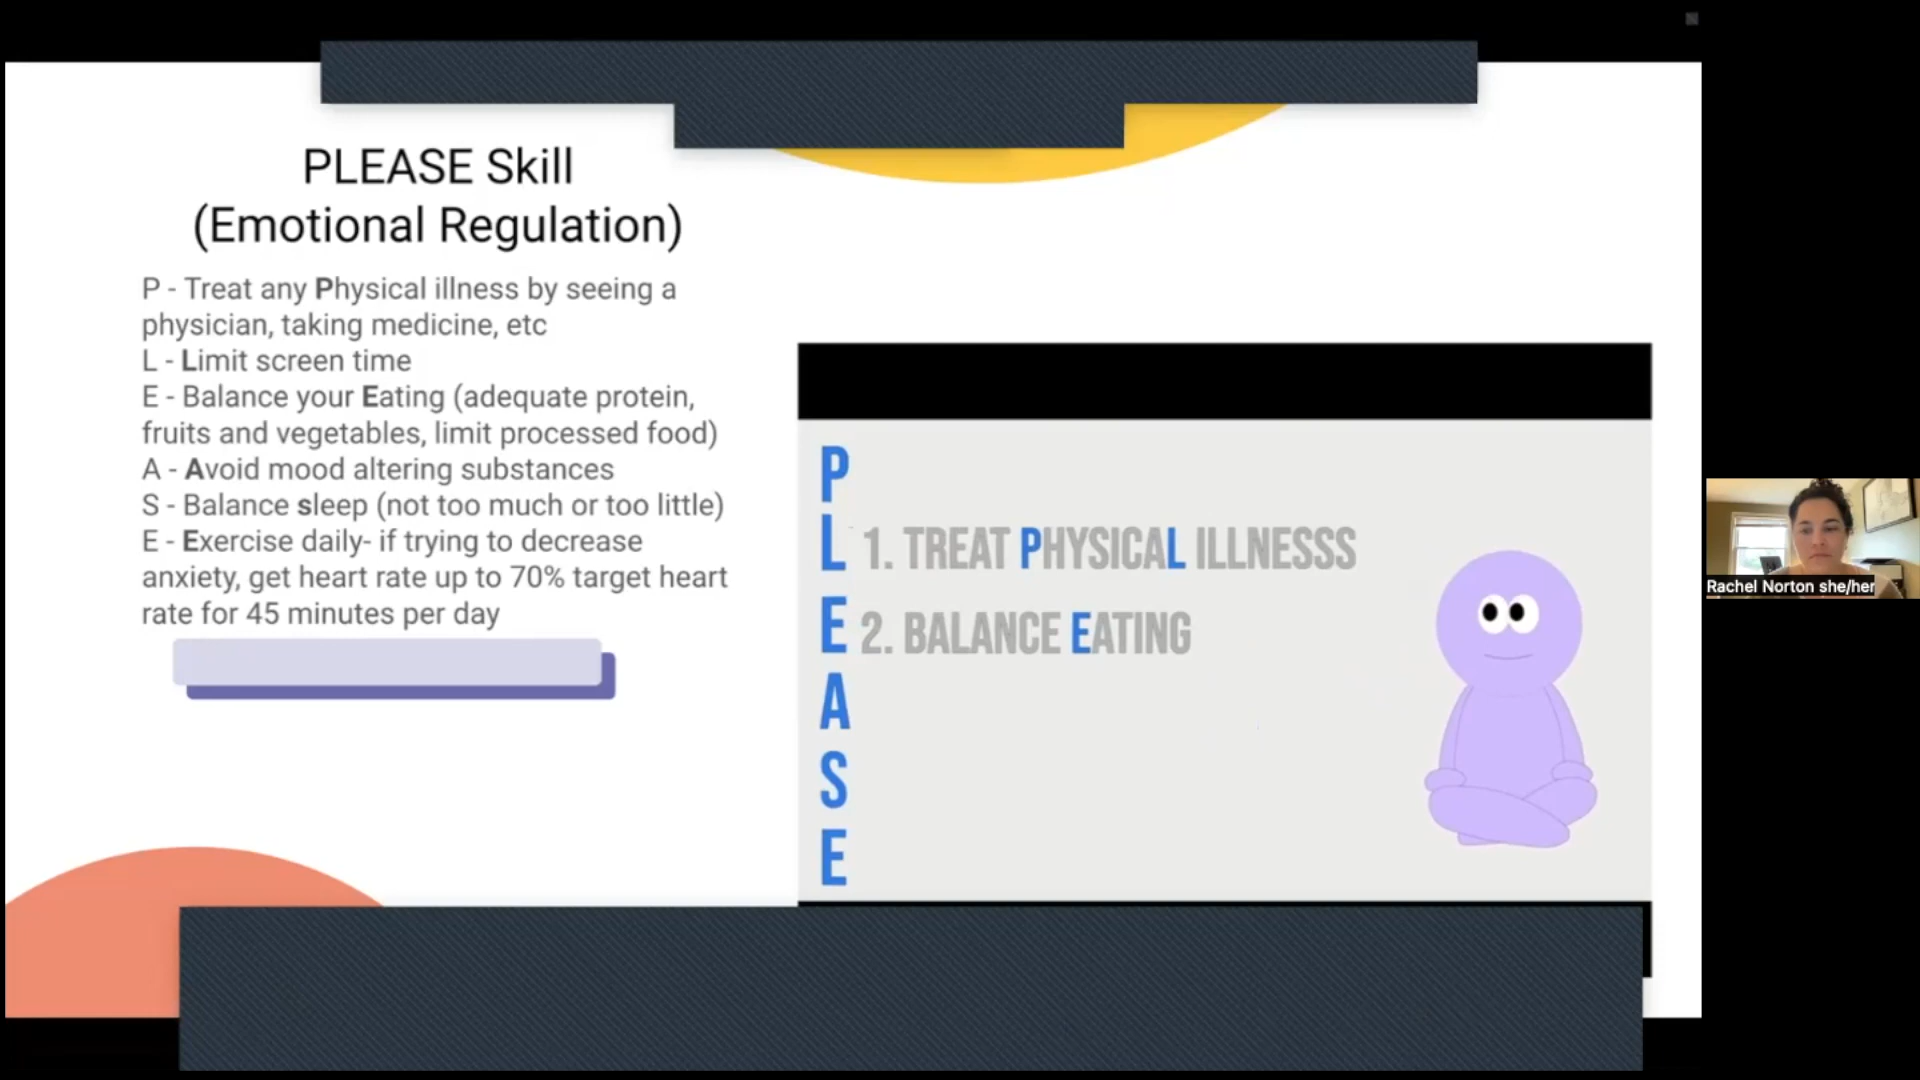 PLEASE Skill
(Emotional Regulation)
P - Treat any Physical illness by seeing a
physician, taking medicine, etc
L - Limit screen time
E - Balance your Eating (adequate protein,
fruits and vegetables, limit processed food)
A - Avoid mood altering substances
S - Balance sleep (not too much or too little)
E - Exercise daily- if trying to decrease
anxiety, get heart rate up to 70% target heart
rate for 45 minutes per day
P
L
E
A
S
E
1. TREAT PHYSICAL ILLNESSS
2. BALANCE EATING
Rachel Norton she/her